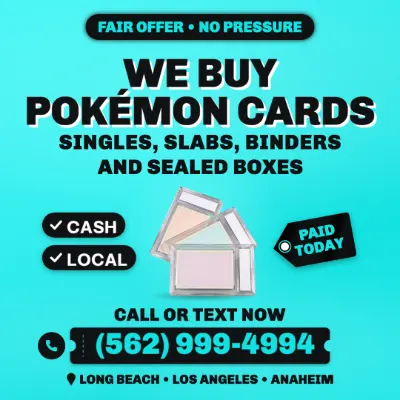 FAIR OFFER • NO PRESSURE
WE BUY
POKÉMON CARDS
SINGLES, SLABS, BINDERS
AND SEALED BOXES
CASH
LOCAL
PAID
TODAY
CALL OR TEXT NOW
(562) 999-4994
LONG BEACH • LOS ANGELES • ANAHEIM